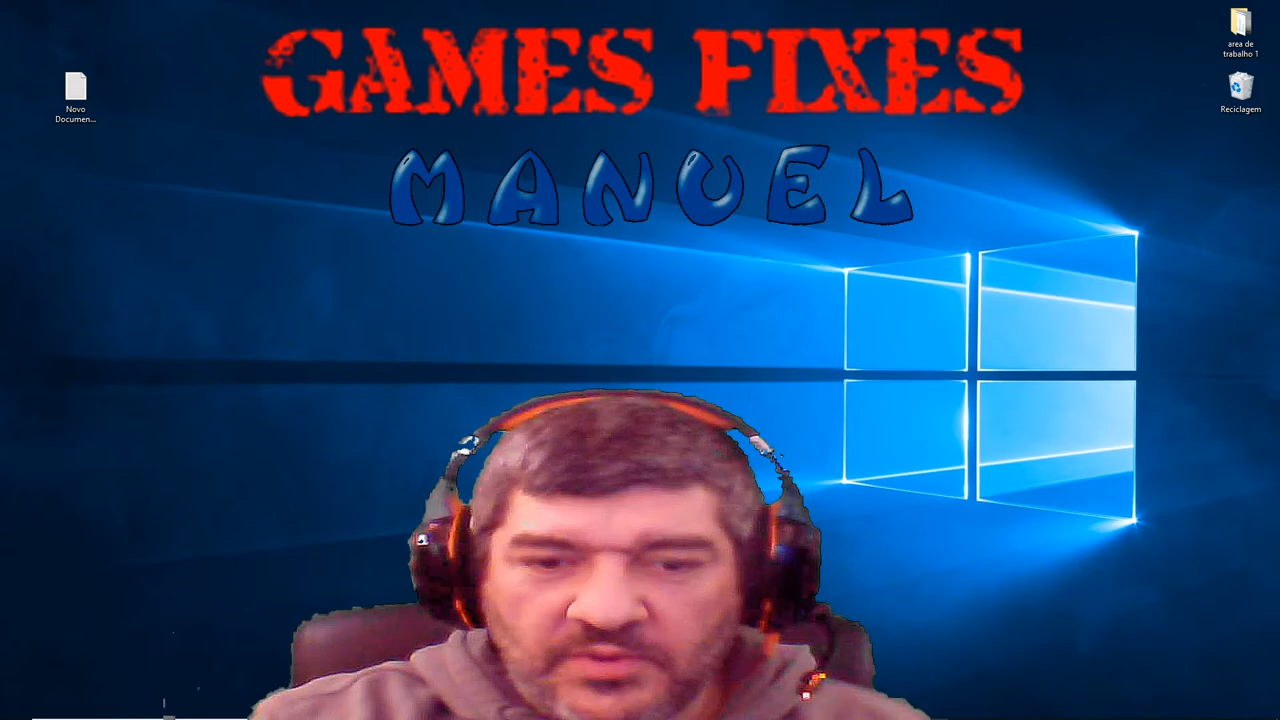 GAMES FIXES
MANUEL
Novo
Documen...
area de
trabalho 1
Reciclagem